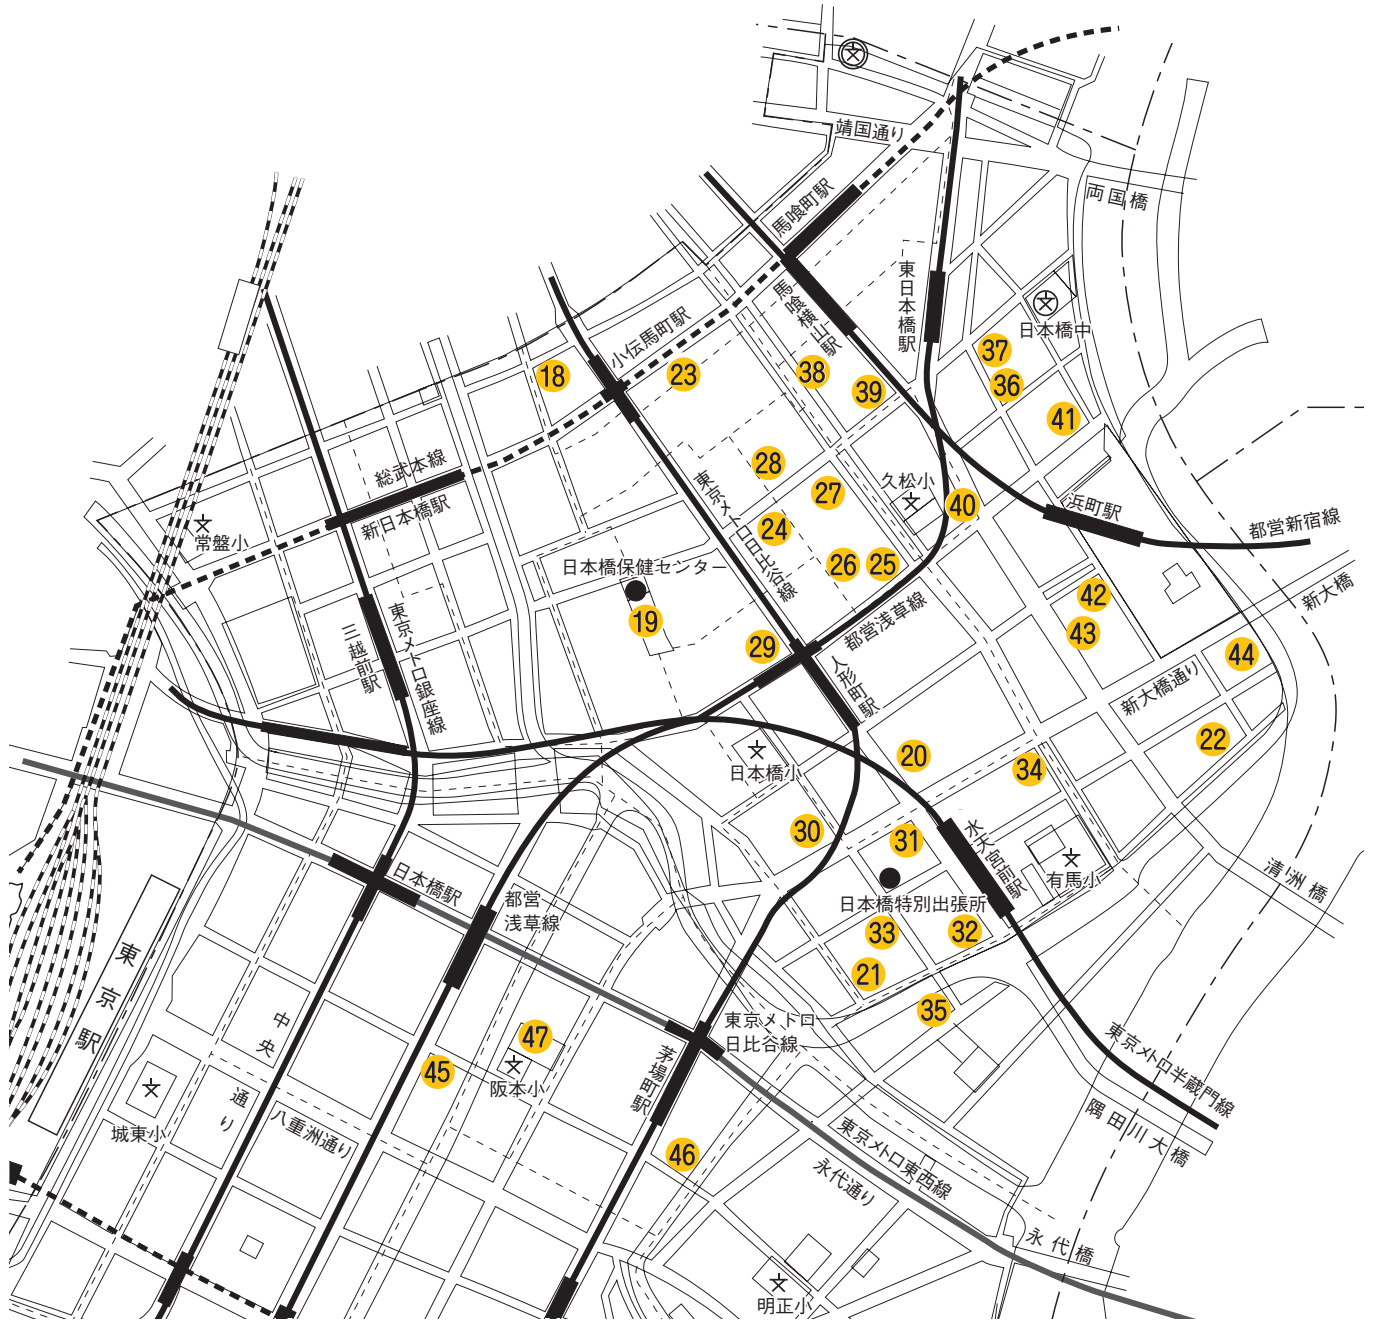 靖国通り
両国橋
馬喰町駅
東日本橋駅
馬喰横山駅
日本橋中
小伝馬町駅
37
18
23
38
36
39
41
総武本線
28
久松小
東京メトロ日比谷線
27
40
浜町駅
新日本橋駅
都営新宿線
常盤小
24
日本橋保健センター
26
25
新大橋
42
19
都営浅草線
43
三越前駅
東京メトロ銀座線
29
人形町駅
44
新大橋通り
22
日本橋小
20
34
30
31
水天宮前駅
有馬小
清洲橋
日本橋駅
都営
浅草線
日本橋特別出張所
33
32
東京駅
21
35
中央通り
47
東京メトロ
日比谷線
45
阪本小
茅場町駅
東京メトロ半蔵門線
城東小
八重洲通り
隅田川大橋
46
東京メトロ東西線
永代通り
永代橋
明正小